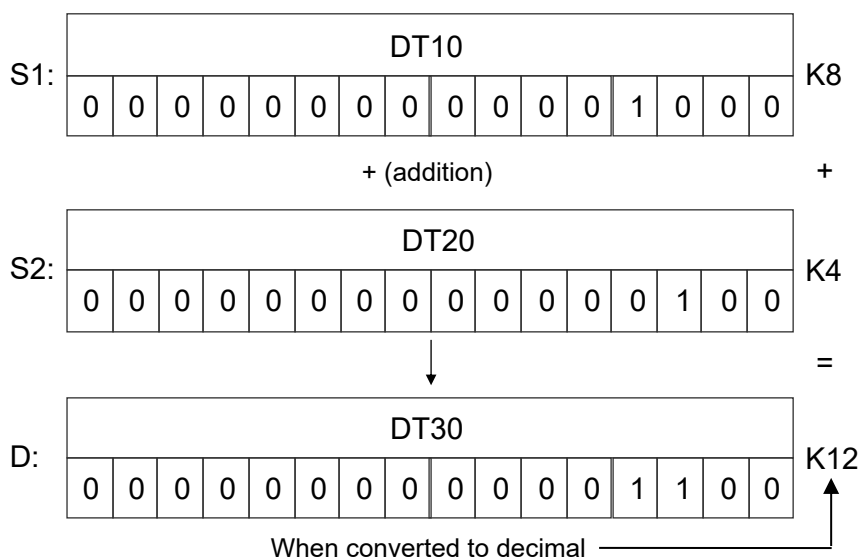 DT10
S1: 0 0 0 0 0 0 0 0 0 0 0 0 1 0 0 0 K8
+ (addition) +
DT20
S2: 0 0 0 0 0 0 0 0 0 0 0 0 0 1 0 0 K4
=
DT30
D: 0 0 0 0 0 0 0 0 0 0 0 0 1 1 0 0 K12
When converted to decimal